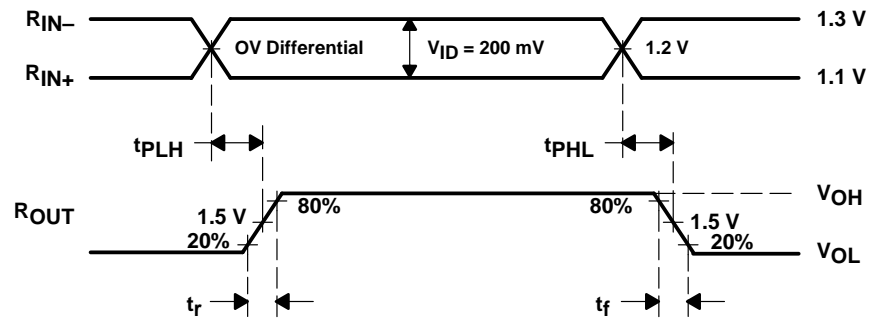 RIN– 1.3 V
OV Differential VID = 200 mV 1.2 V
RIN+ 1.1 V
tPLH tPHL
80% 80% VOH
ROUT 1.5 V 1.5 V
20% 20% VOL
tr tf